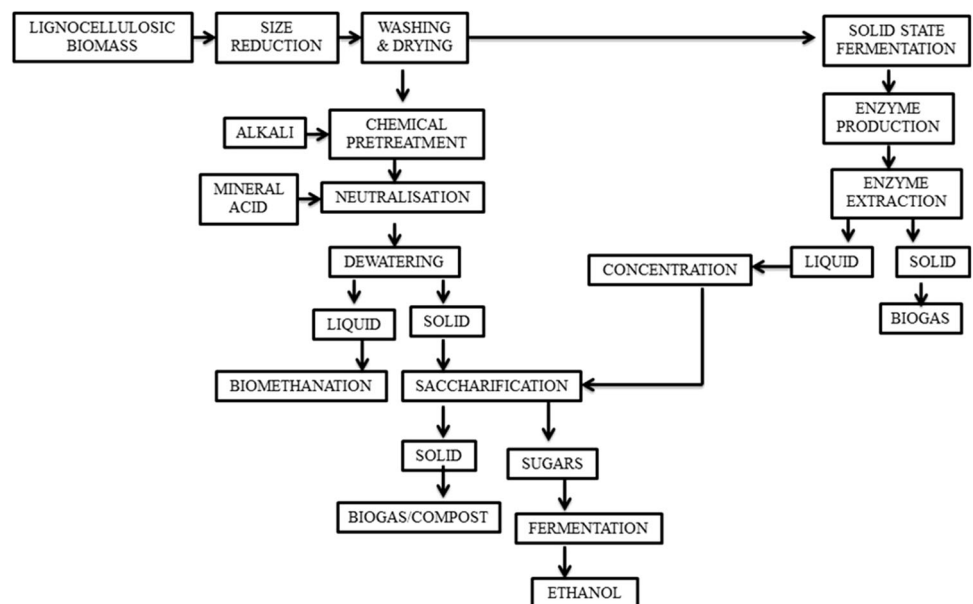 LIGNOCELLULOSIC
BIOMASS
SIZE
REDUCTION
WASHING
& DRYING
SOLID STATE
FERMENTATION
ALKALI
CHEMICAL
PRETREATMENT
ENZYME
PRODUCTION
MINERAL
ACID
NEUTRALISATION
ENZYME
EXTRACTION
DEWATERING
CONCENTRATION
LIQUID
SOLID
LIQUID
SOLID
BIOGAS
BIOMETHANATION
SACCHARIFICATION
SOLID
SUGARS
BIOGAS/COMPOST
FERMENTATION
ETHANOL